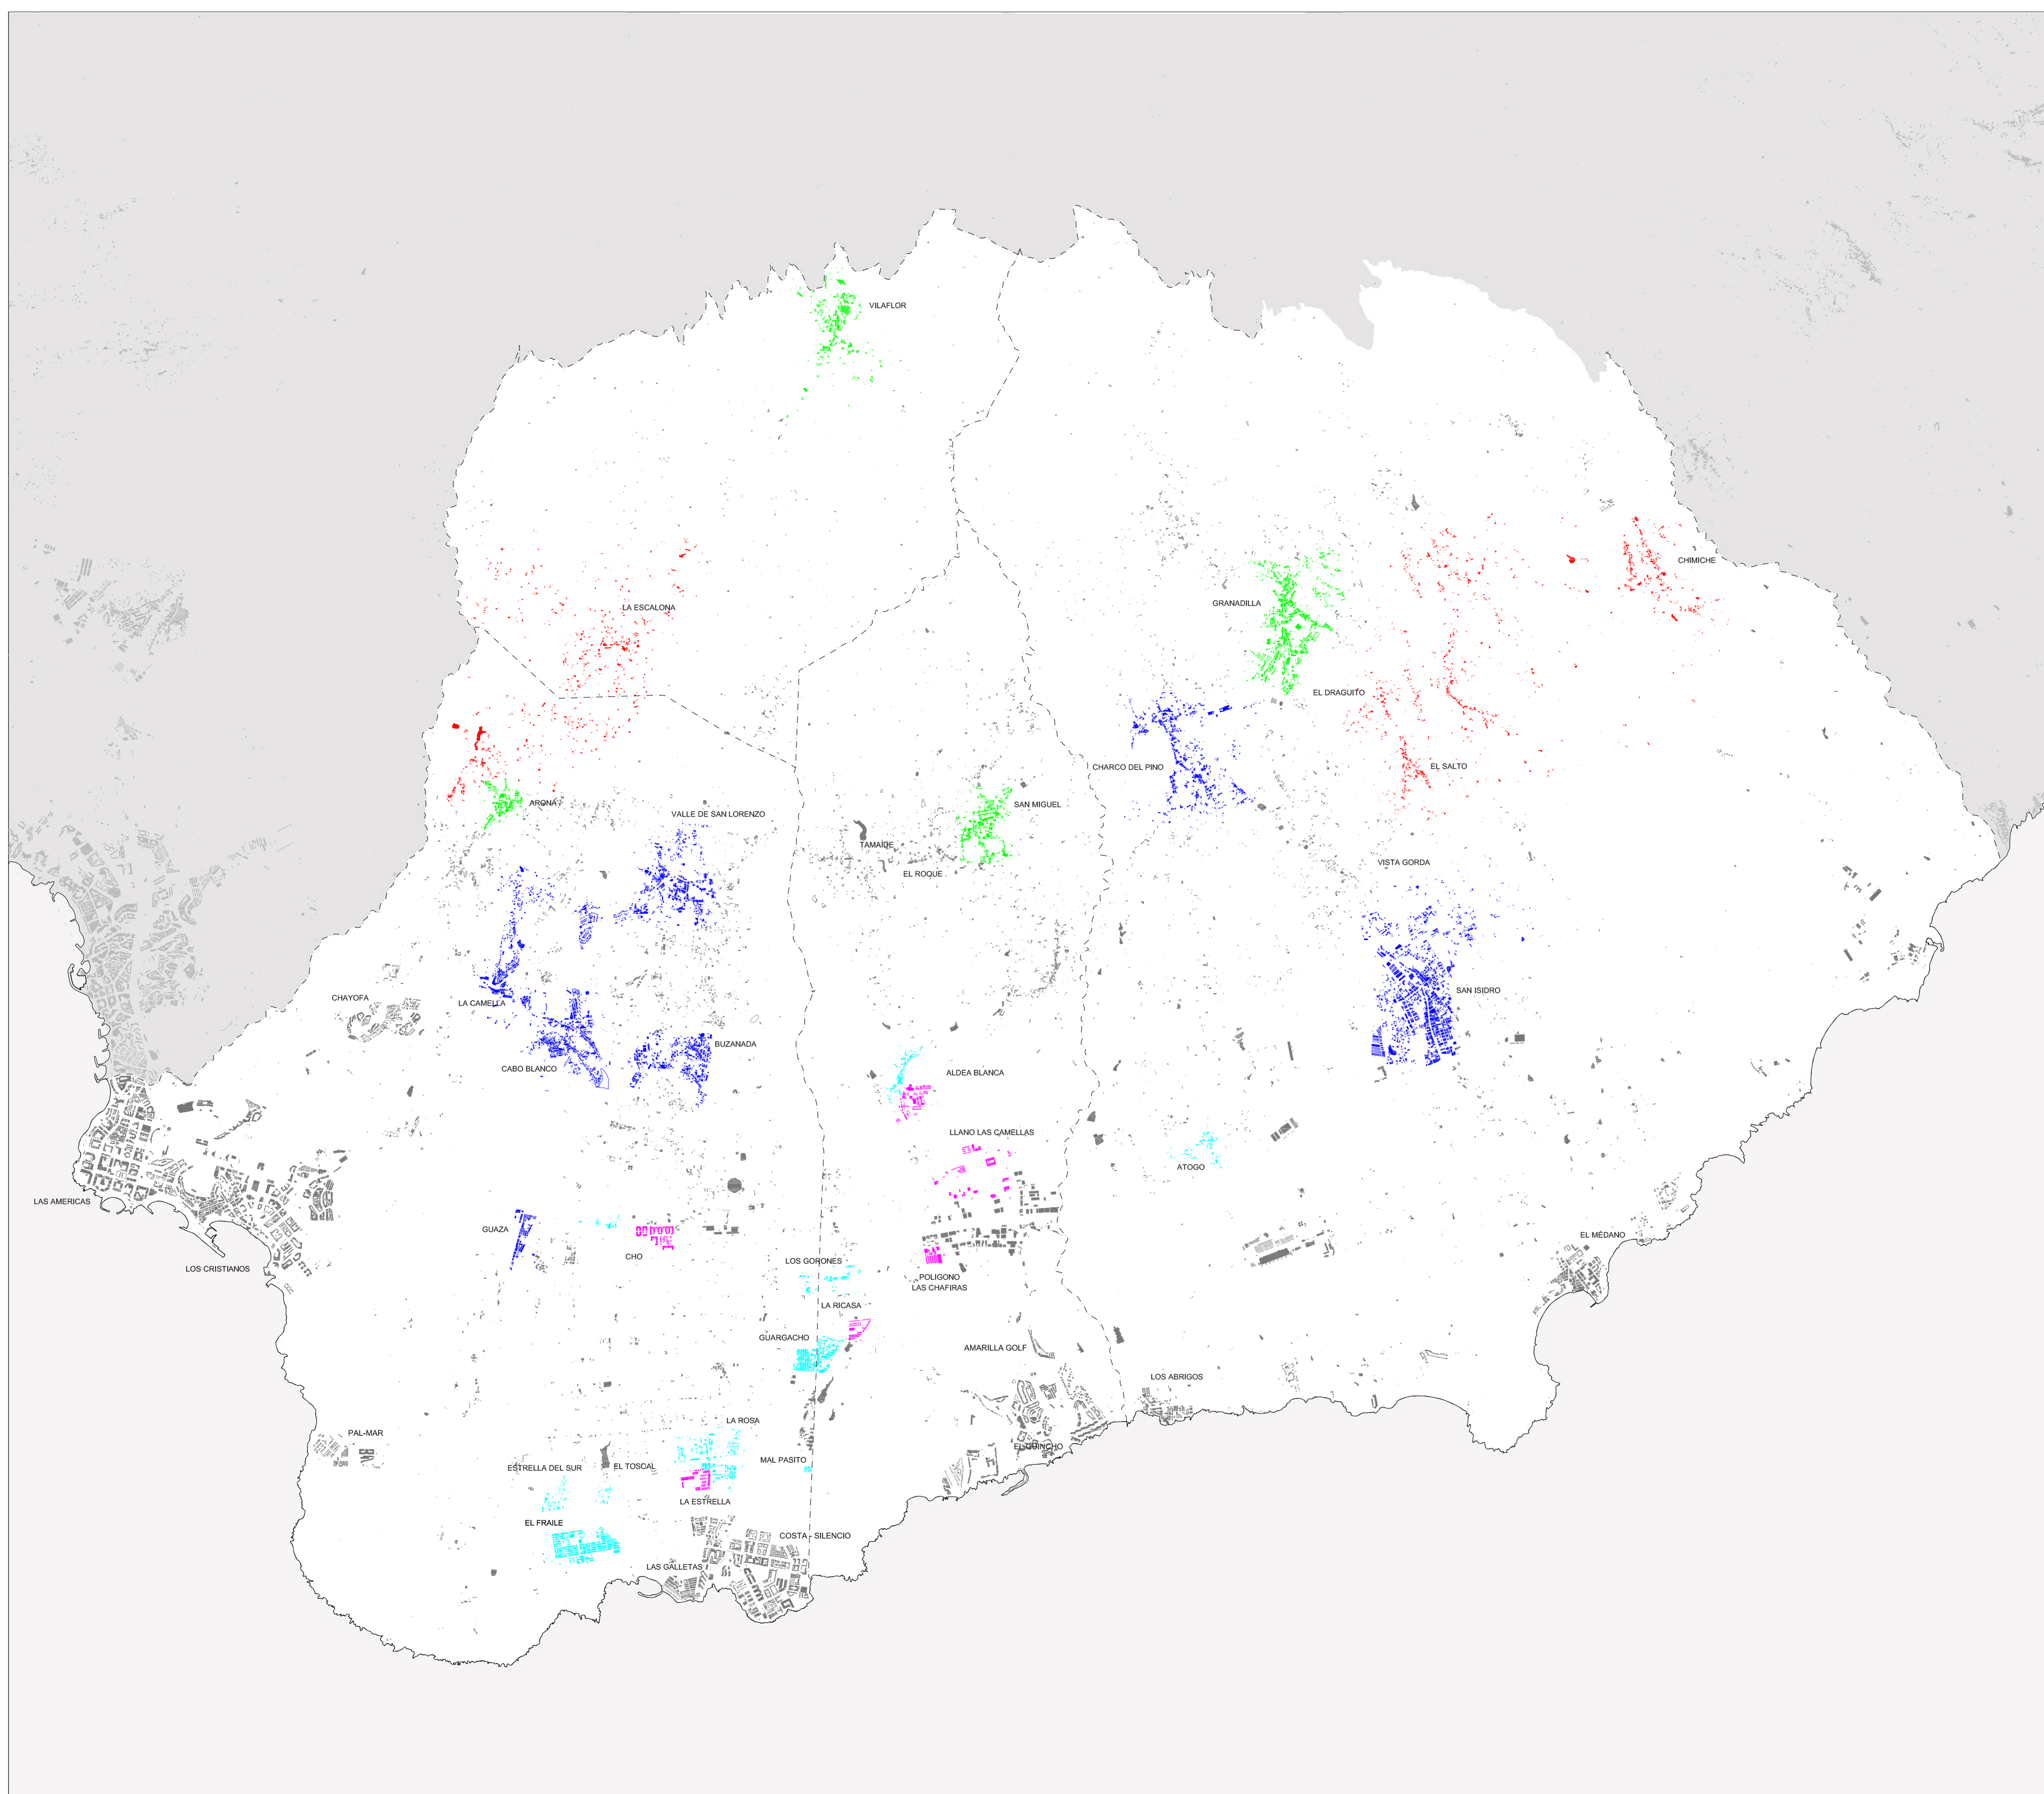 VILAFLOR
CHIMICHE
GRANADILLA
LA ESCALONA
EL DRAGUITO
CHARCO DEL PINO
EL SALTO
ARONA
SAN MIGUEL
VALLE DE SAN LORENZO
TAMAIDE
VISTA GORDA
EL ROQUE
SAN ISIDRO
CHAYOFA
LA CAMELLA
BUZANADA
CABO BLANCO
ALDEA BLANCA
LLANO LAS CAMELLAS
ATOGO
LAS AMERICAS
GUAZA
EL MÉDANO
CHO
LOS GORONES
LOS CRISTIANOS
POLIGONO
LAS CHAFIRAS
LA RICASA
GUARGACHO
AMARILLA GOLF
LOS ABRIGOS
LA ROSA
PAL-MAR
EL GUINCHO
MAL PASITO
ESTRELLA DEL SUR
EL TOSCAL
LA ESTRELLA
EL FRAILE
COSTA - SILENCIO
LAS GALLETAS